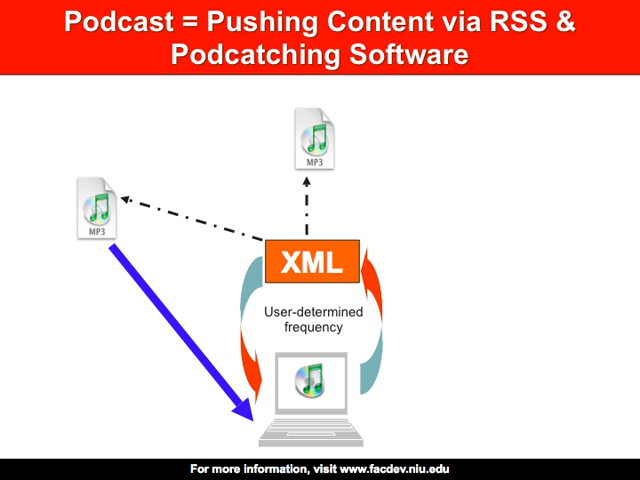 Podcast = Pushing Content via RSS &
Podcatching Software
MP3
MP3
XML
User-determined
frequency
For more information, visit www.facdev.niu.edu